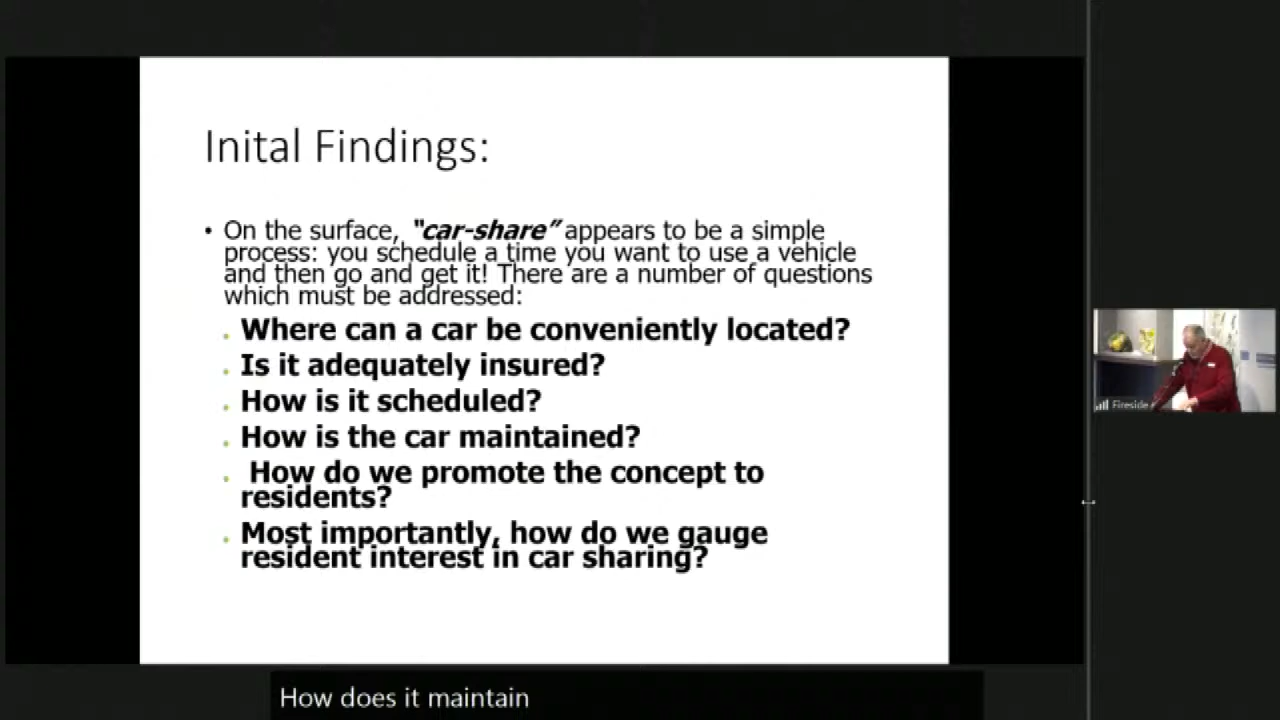 Inital Findings:
• On the surface, “car-share” appears to be a simple
process: you schedule a time you want to use a vehicle
and then go and get it! There are a number of questions
which must be addressed:
• Where can a car be conveniently located?
• Is it adequately insured?
• How is it scheduled?
• How is the car maintained?
• How do we promote the concept to
residents?
• Most importantly, how do we gauge
resident interest in car sharing?
Fireside
How does it maintain